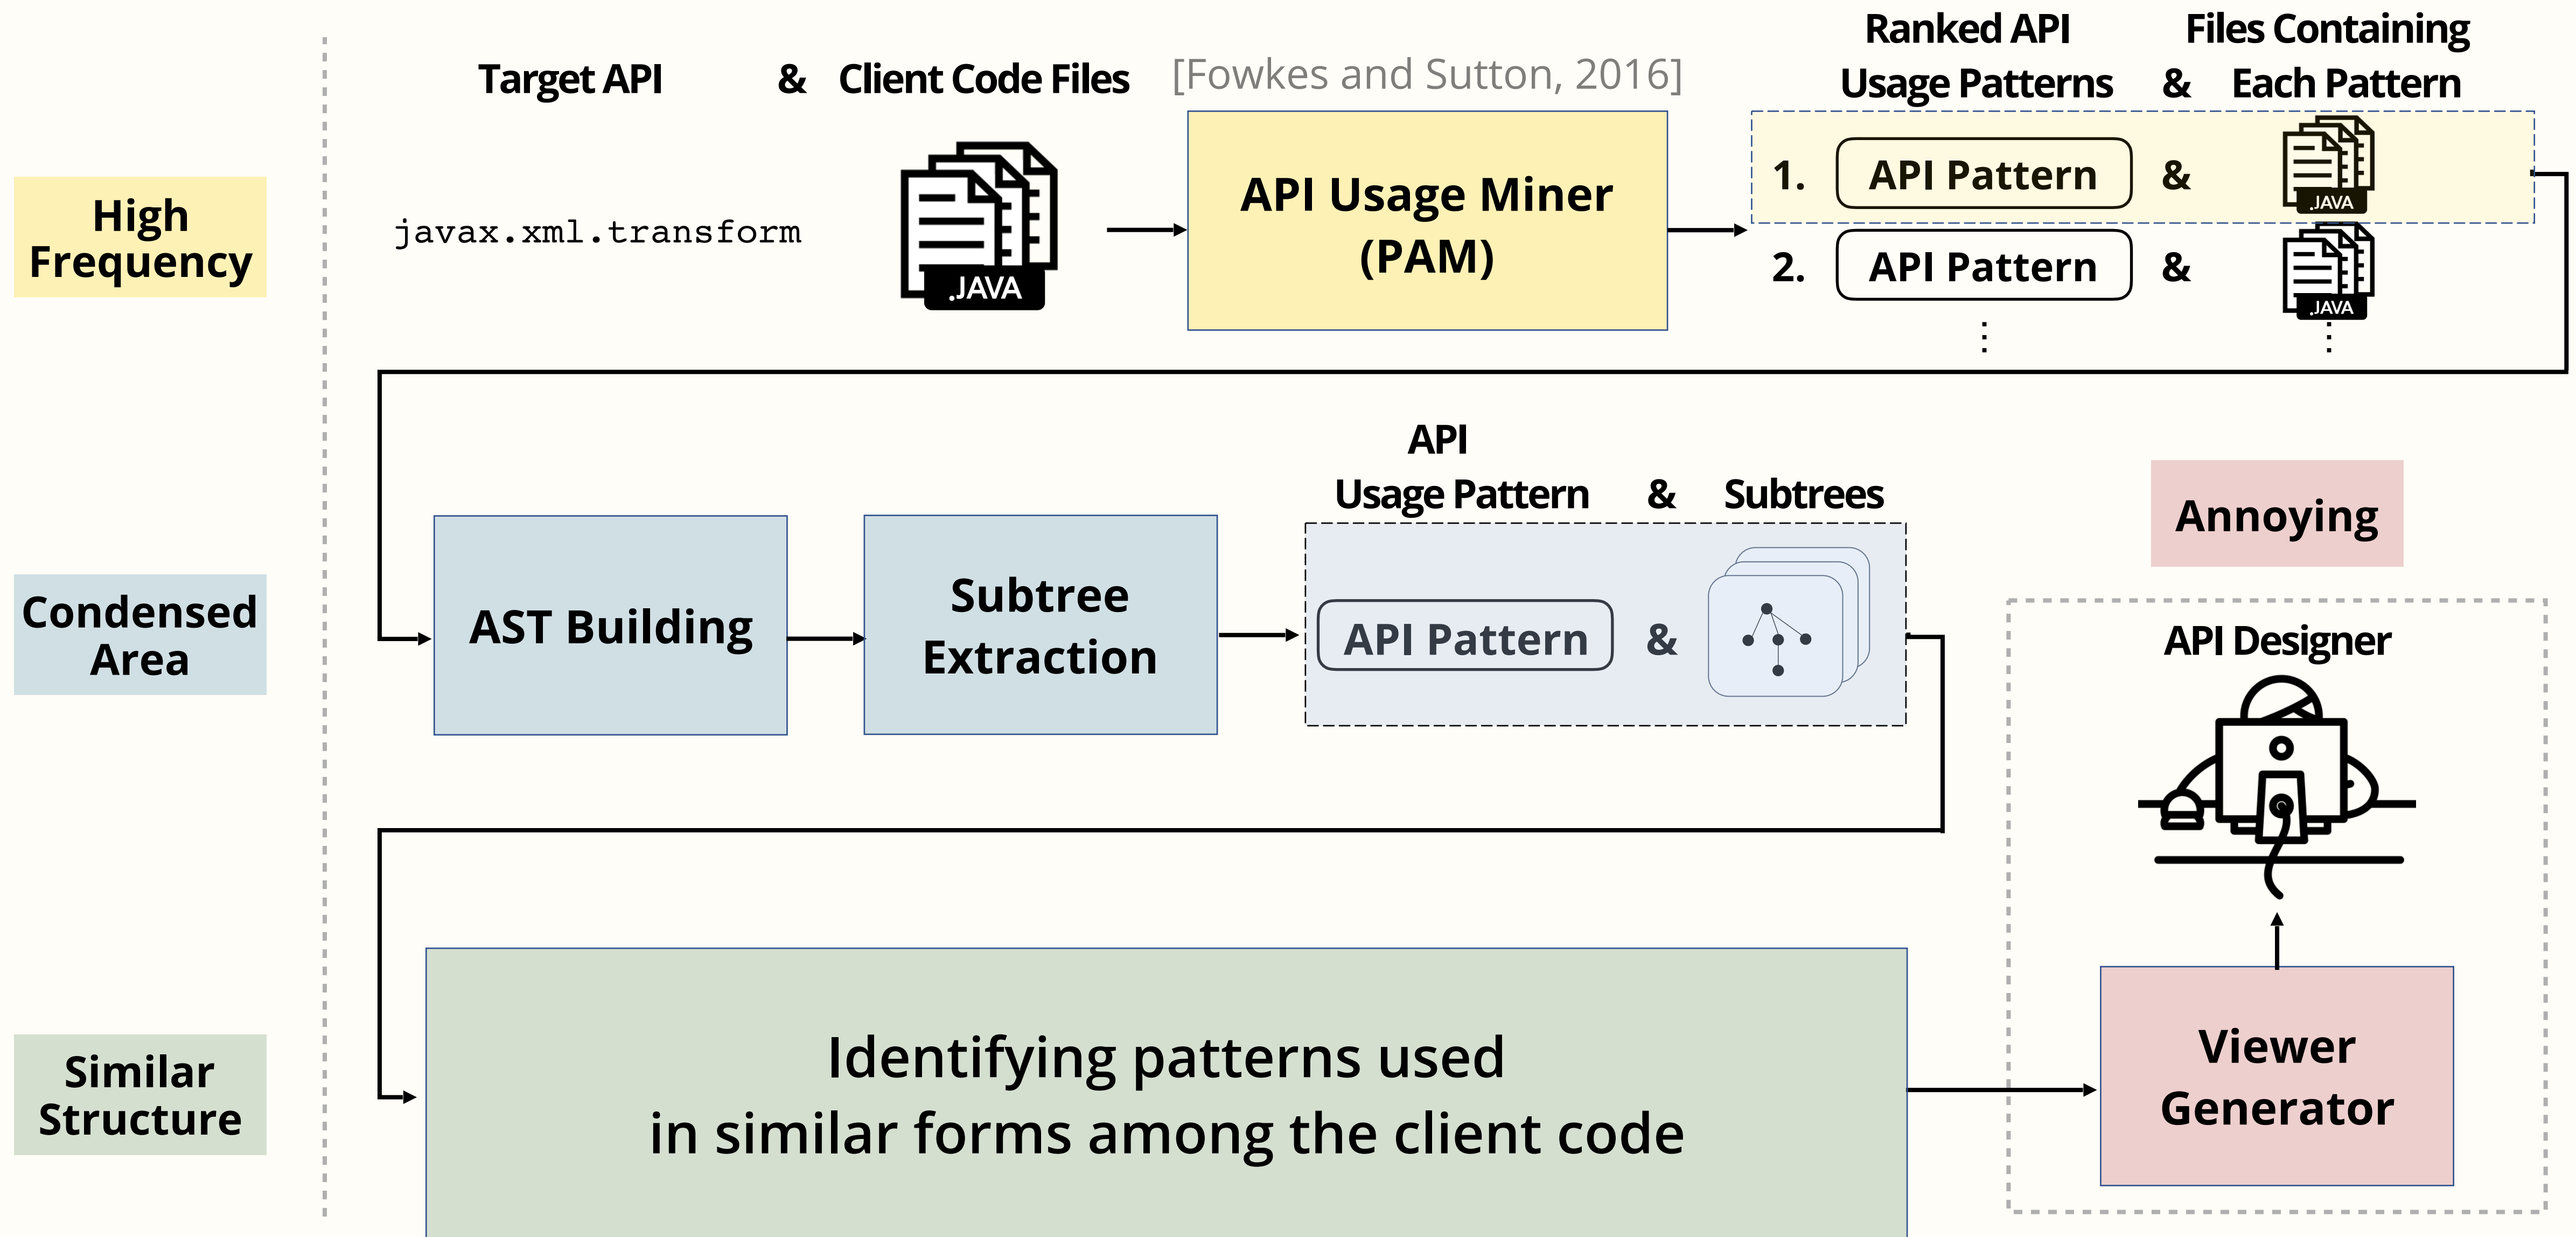 Target API & Client Code Files
[Fowkes and Sutton, 2016]
Ranked API
Usage Patterns
&
Files Containing
Each Pattern
High
Frequency
javax.xml.transform
.JAVA
API Usage Miner
(PAM)
1. API Pattern &
.JAVA
2. API Pattern &
.JAVA
Condensed
Area
AST Building
Subtree
Extraction
API
Usage Pattern & Subtrees
API Pattern &
Annoying
API Designer
Similar
Structure
Identifying patterns used
in similar forms among the client code
Viewer
Generator